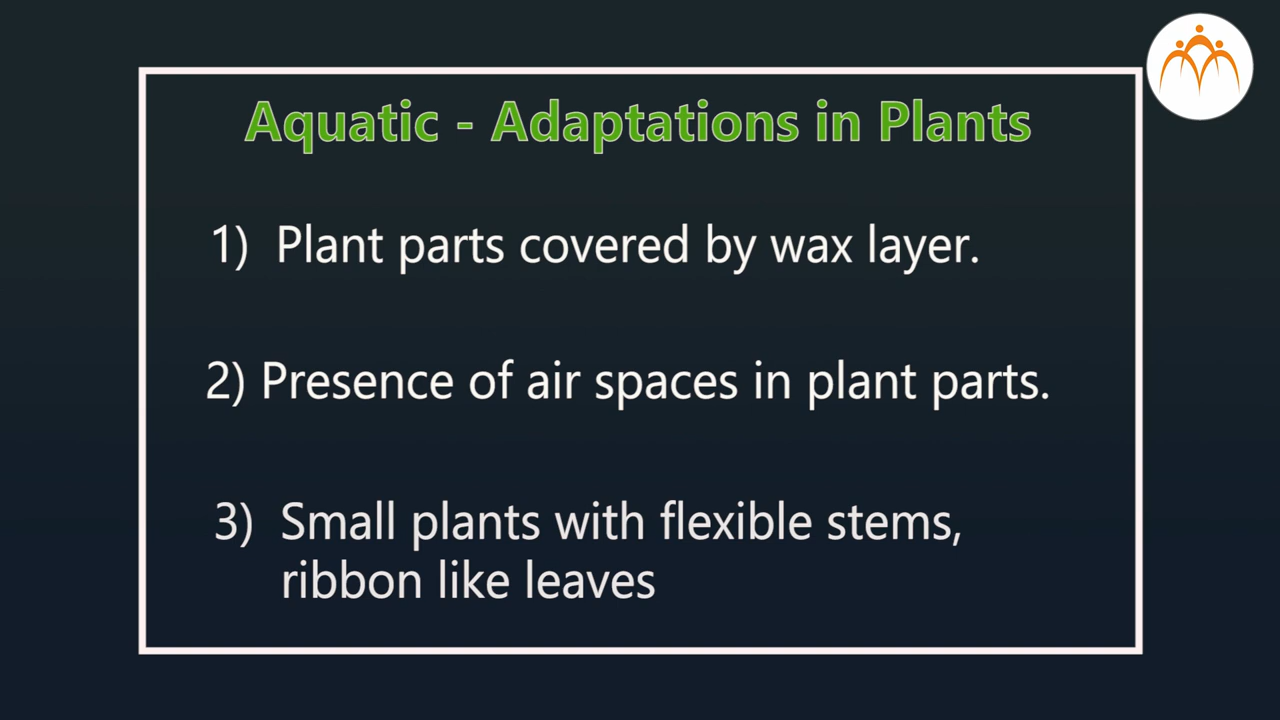 Aquatic - Adaptations in Plants
1) Plant parts covered by wax layer.
2) Presence of air spaces in plant parts.
3) Small plants with flexible stems,
ribbon like leaves